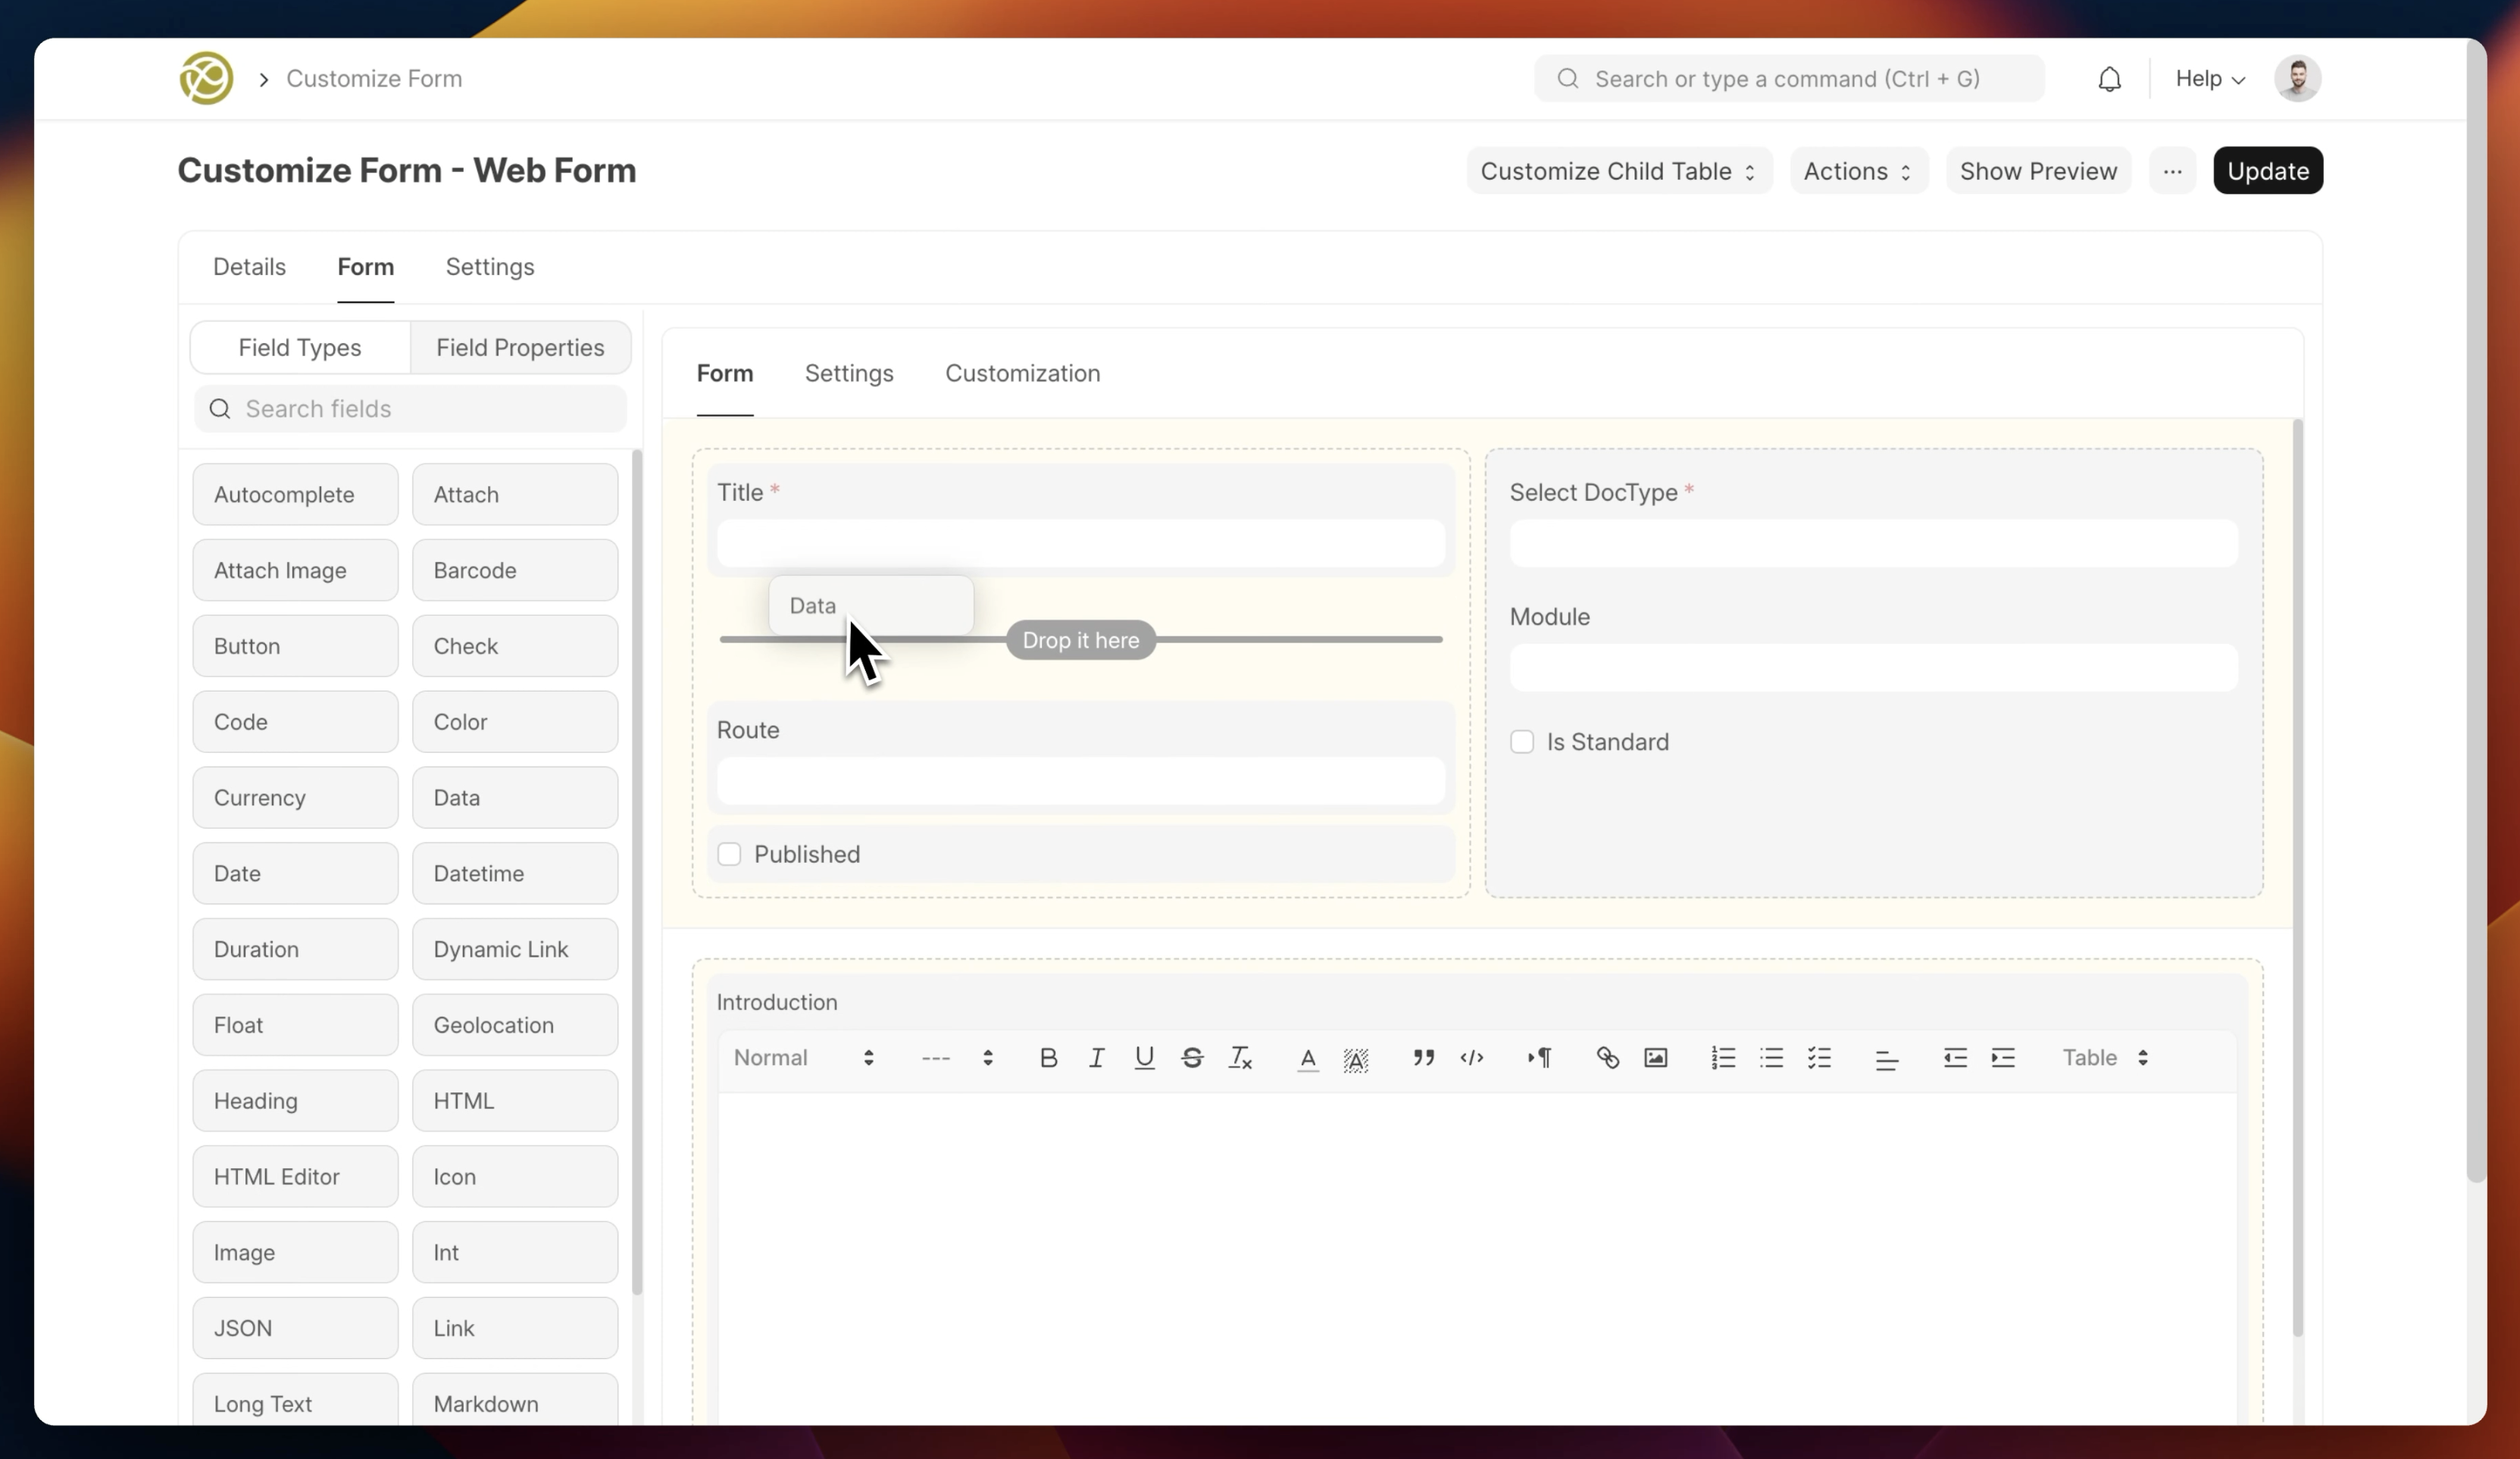 Customize Form
Search or type a command (Ctrl + G)
Help
Customize Form - Web Form
Customize Child Table
Actions
Show Preview
...
Update
Details
Form
Settings
Field Types
Field Properties
Search fields
Autocomplete
Attach
Attach Image
Barcode
Button
Check
Code
Color
Currency
Data
Date
Datetime
Duration
Dynamic Link
Float
Geolocation
Heading
HTML
HTML Editor
Icon
Image
Int
JSON
Link
Long Text
Markdown
Form
Settings
Customization
Title *
Data
Drop it here
Route
Published
Select DocType *
Module
Is Standard
Introduction
Normal
---
Table